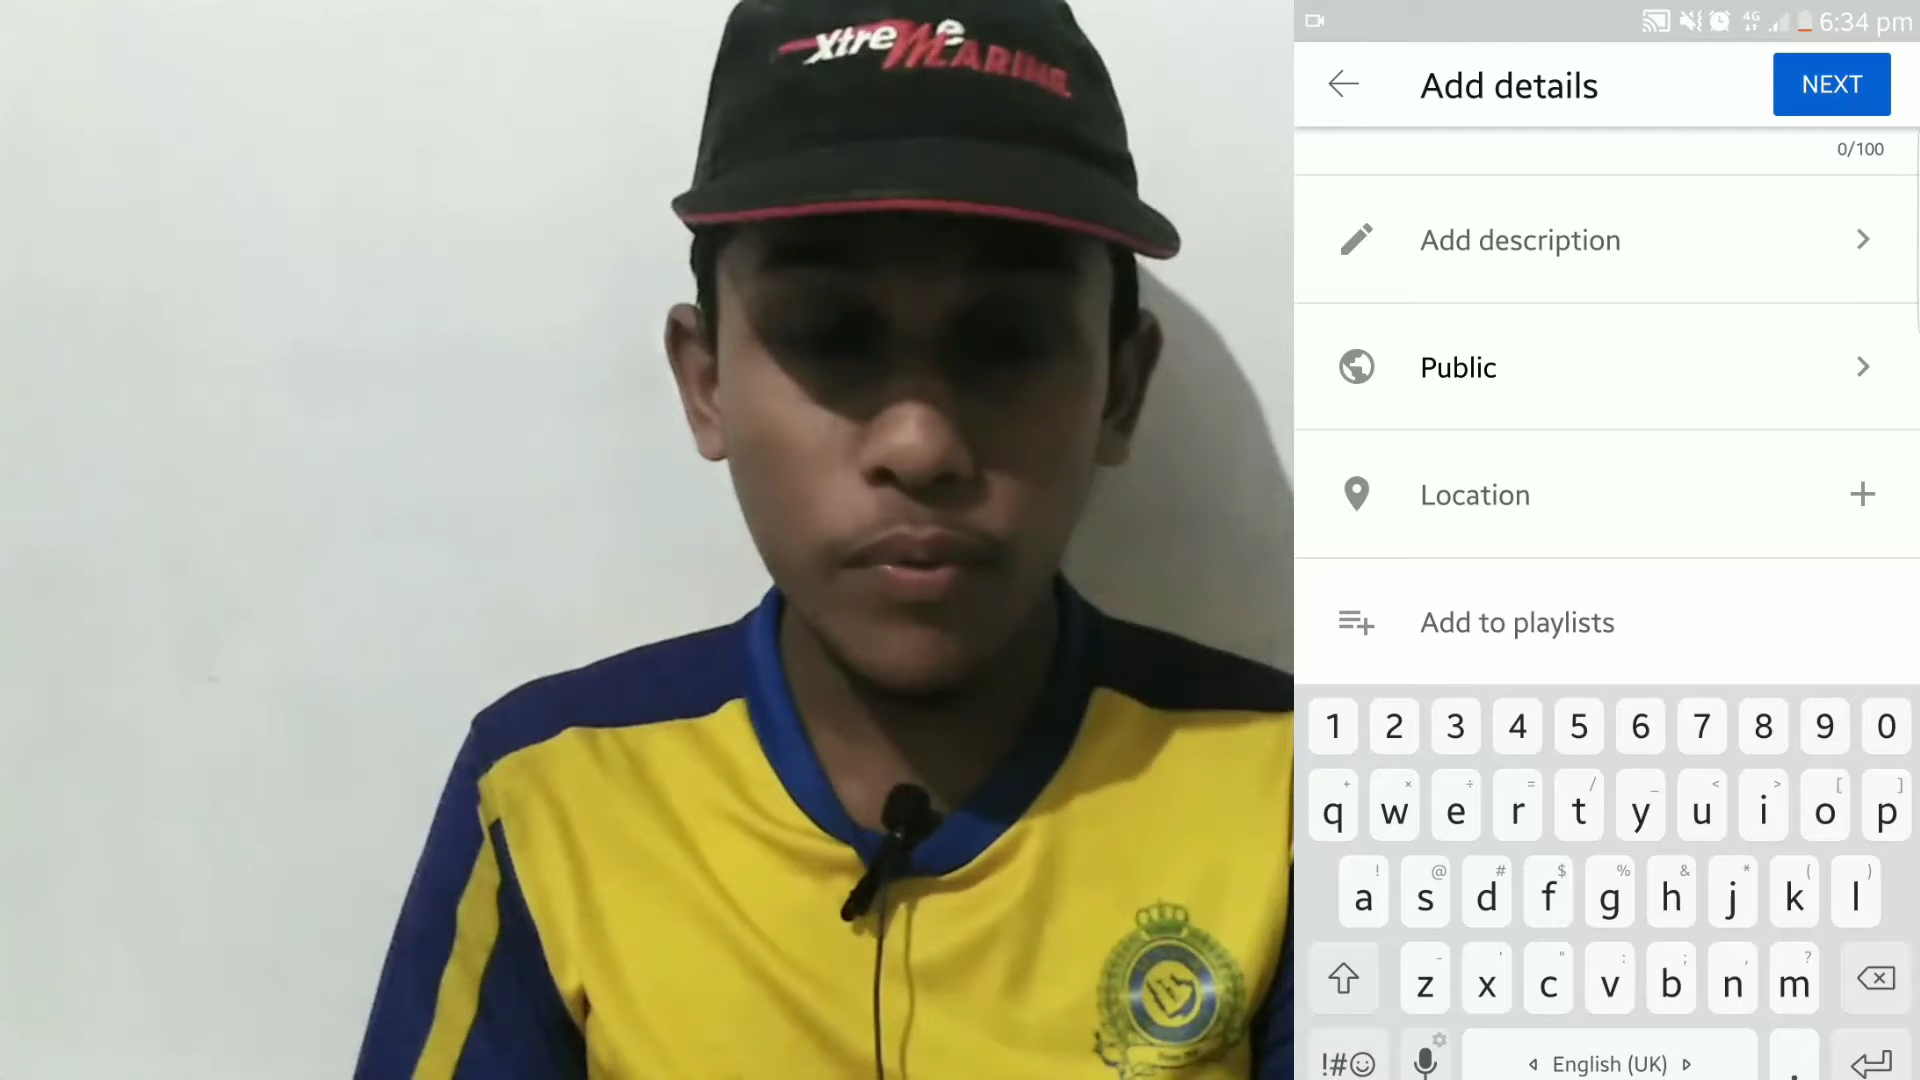 xtreme
MARINE
4G
6:34 pm
Add details
NEXT
0/100
Add description
Public
Location
Add to playlists
1 2 3 4 5 6 7 8 9 0
+ × ÷ = / _ < > [ ]
q w e r t y u i o p
! @ # $ % & * ( )
a s d f g h j k l
- ' " : ; , ?
z x c v b n m
!#☺ English (UK) .